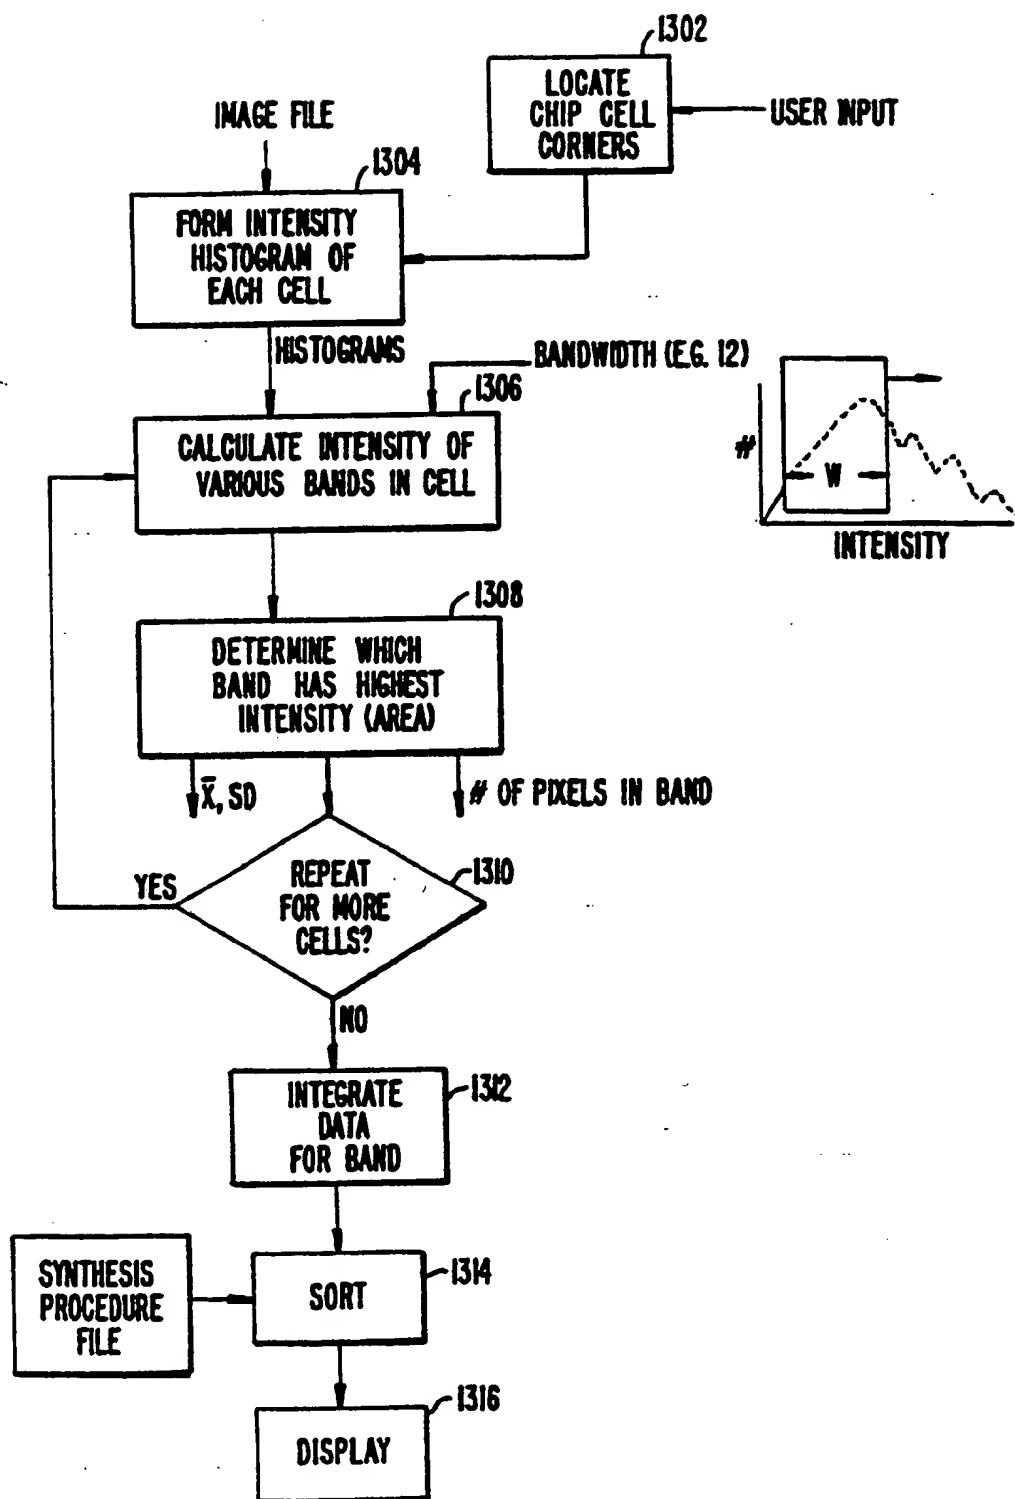 1302
LOCATE
CHIP CELL
CORNERS
USER INPUT
IMAGE FILE
1304
FORM INTENSITY
HISTOGRAM OF
EACH CELL
HISTOGRAMS
BANDWIDTH (E.G. 12)
1306
CALCULATE INTENSITY OF
VARIOUS BANDS IN CELL
#
W
INTENSITY
1308
DETERMINE WHICH
BAND HAS HIGHEST
INTENSITY (AREA)
X̄, SD
# OF PIXELS IN BAND
YES
1310
REPEAT
FOR MORE
CELLS?
NO
1312
INTEGRATE
DATA
FOR BAND
SYNTHESIS
PROCEDURE
FILE
1314
SORT
1316
DISPLAY